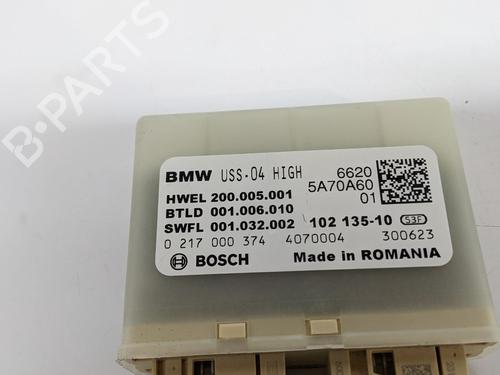 BMW USS-04 HIGH 6620
5A70A60
HWEL 200.005.001 01
BTLD 001.006.010
SWFL 001.032.002 102 135-10 S3F
0 217 000 374 4070004 300623
BOSCH Made in ROMANIA
B-PARTS